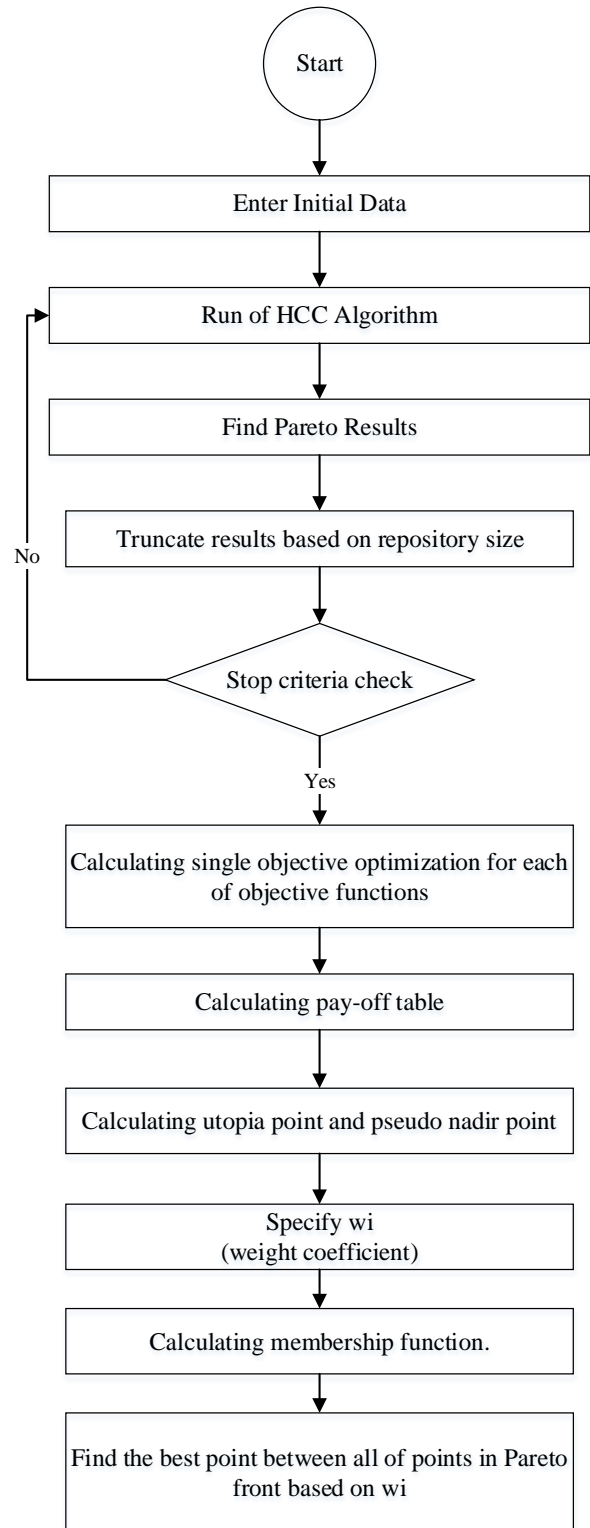 Start
Enter Initial Data
Run of HCC Algorithm
Find Pareto Results
Truncate results based on repository size
No
Stop criteria check
Yes
Calculating single objective optimization for each
of objective functions
Calculating pay-off table
Calculating utopia point and pseudo nadir point
Specify wi
(weight coefficient)
Calculating membership function.
Find the best point between all of points in Pareto
front based on wi